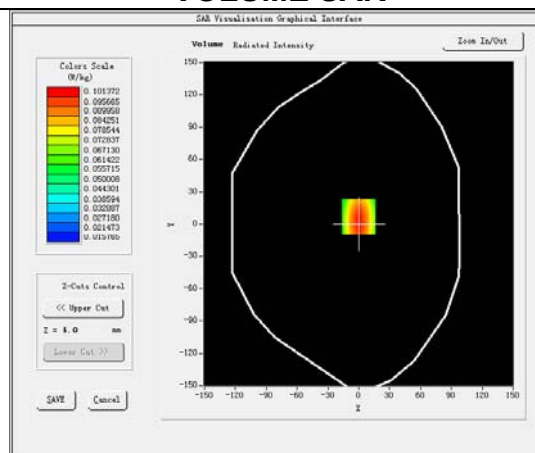 VOLUME SAR
SAR Visualisation Graphical Interface
Volume Radiated Intensity
Zoom In/Out
Colors Scale
(W/kg)
0.101372
0.095665
0.089958
0.084251
0.078544
0.072837
0.067130
0.061422
0.055715
0.050008
0.044301
0.038594
0.032887
0.027180
0.021473
0.015765
Z-Cuts Control
<< Upper Cut
Z = 4.0 mm
Lower Cut >>
SAVE
Cancel
150
120
90
60
30
0
-30
-60
-90
-120
-150
Y
-150 -120 -90 -60 -30 0 30 60 90 120 150
X